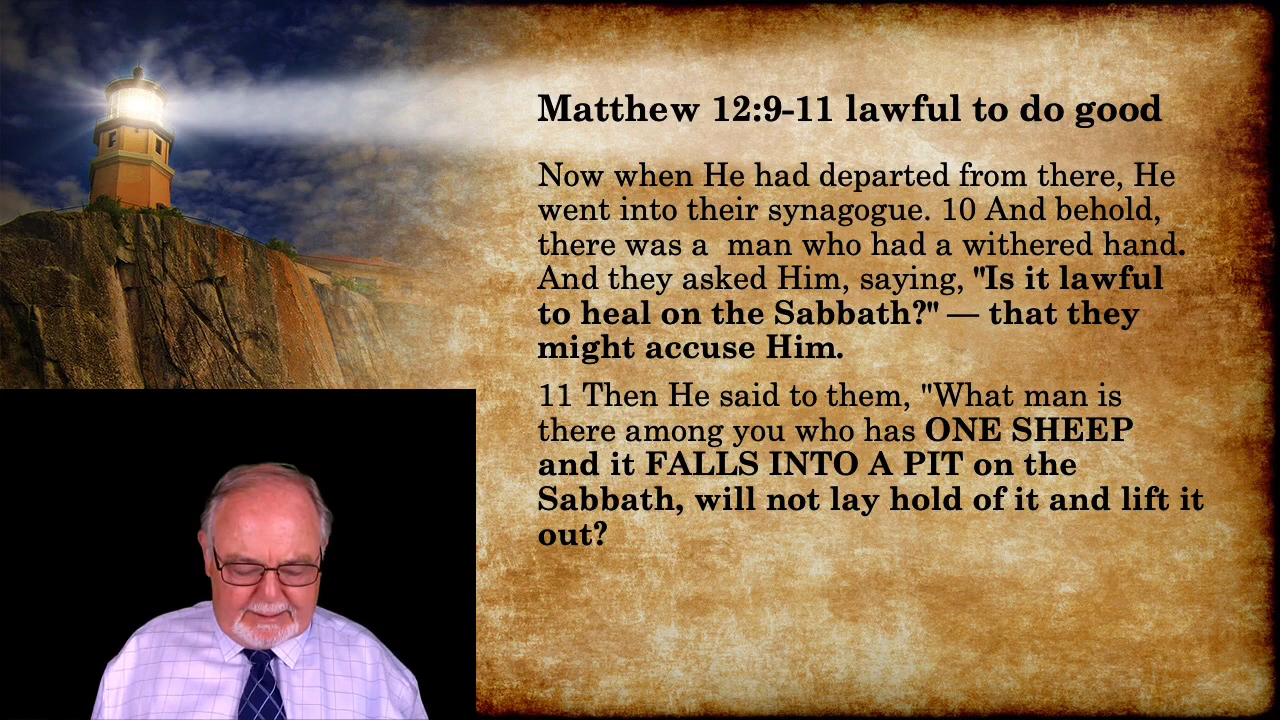 Matthew 12:9-11 lawful to do good
Now when He had departed from there, He
went into their synagogue. 10 And behold,
there was a  man who had a withered hand.
And they asked Him, saying, "Is it lawful
to heal on the Sabbath?" — that they
might accuse Him.
11 Then He said to them, "What man is
there among you who has ONE SHEEP
and it FALLS INTO A PIT on the
Sabbath, will not lay hold of it and lift it
out?